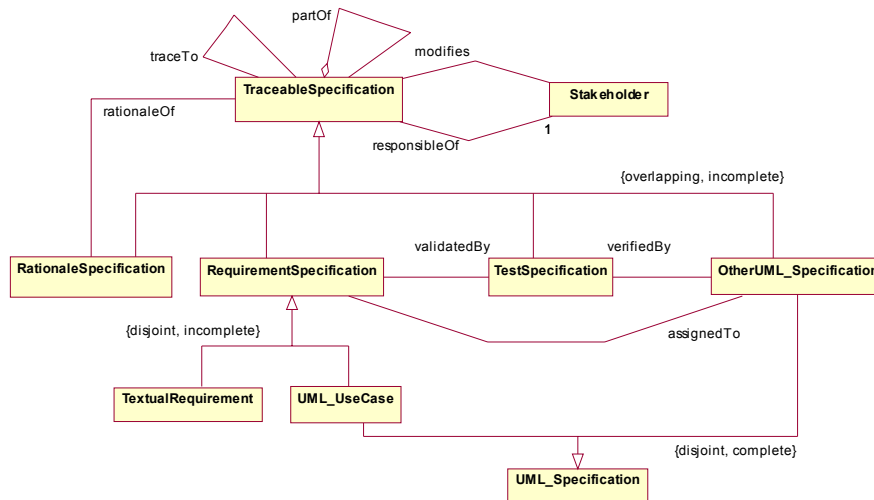 partOf
traceTo
modifies
TraceableSpecification
Stakeholder
rationaleOf
1
responsibleOf
{overlapping, incomplete}
validatedBy
verifiedBy
RationaleSpecification
RequirementSpecification
TestSpecification
OtherUML_Specification
{disjoint, incomplete}
assignedTo
TextualRequirement
UML_UseCase
{disjoint, complete}
UML_Specification